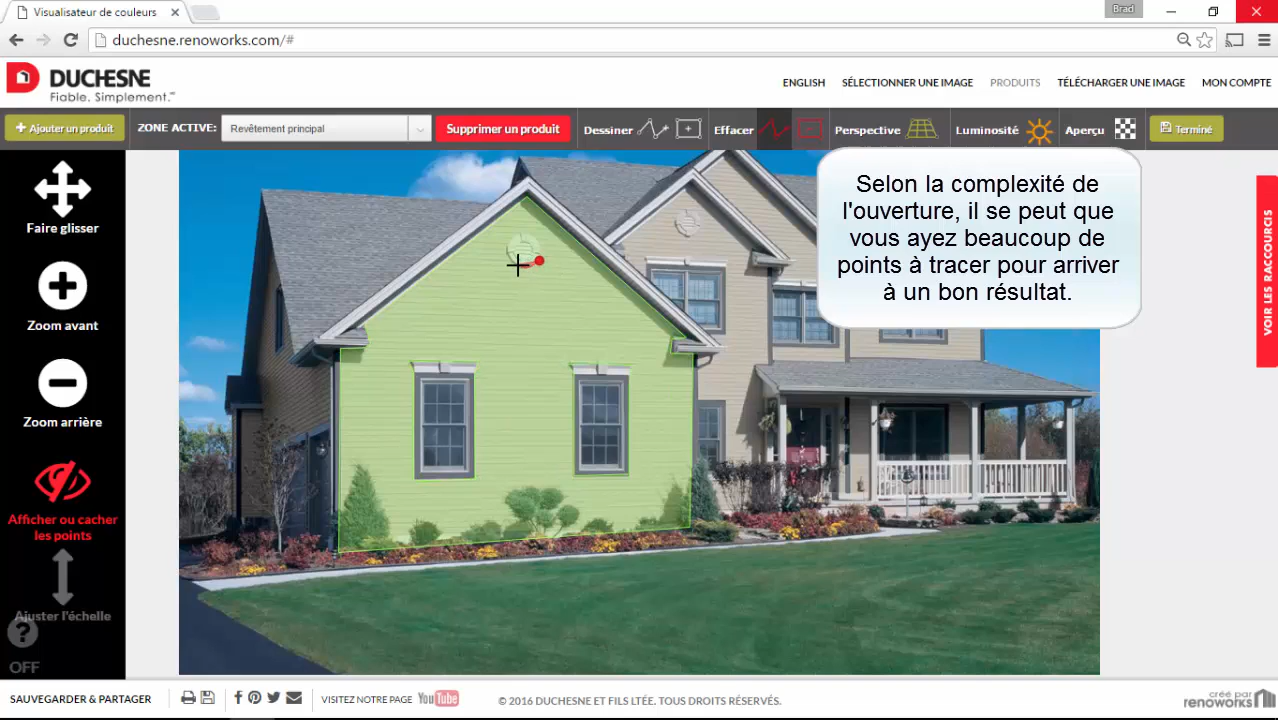 Visualisateur de couleurs
Brad
duchesne.renoworks.com/#
DUCHESNE
Fiable. Simplement.™
ENGLISH SÉLECTIONNER UNE IMAGE PRODUITS TÉLÉCHARGER UNE IMAGE MON COMPTE
Ajouter un produit ZONE ACTIVE: Revêtement principal Supprimer un produit Dessiner Effacer Perspective Luminosité Aperçu Terminé
Faire glisser
Zoom avant
Zoom arrière
Afficher ou cacher
les points
Ajuster l'échelle
?
OFF
Selon la complexité de
l'ouverture, il se peut que
vous ayez beaucoup de
points à tracer pour arriver
à un bon résultat.
VOIR LES RACCOURCIS
SAUVEGARDER & PARTAGER VISITEZ NOTRE PAGE YouTube © 2016 DUCHESNE ET FILS LTÉE. TOUS DROITS RÉSERVÉS.
créé par
renoworks